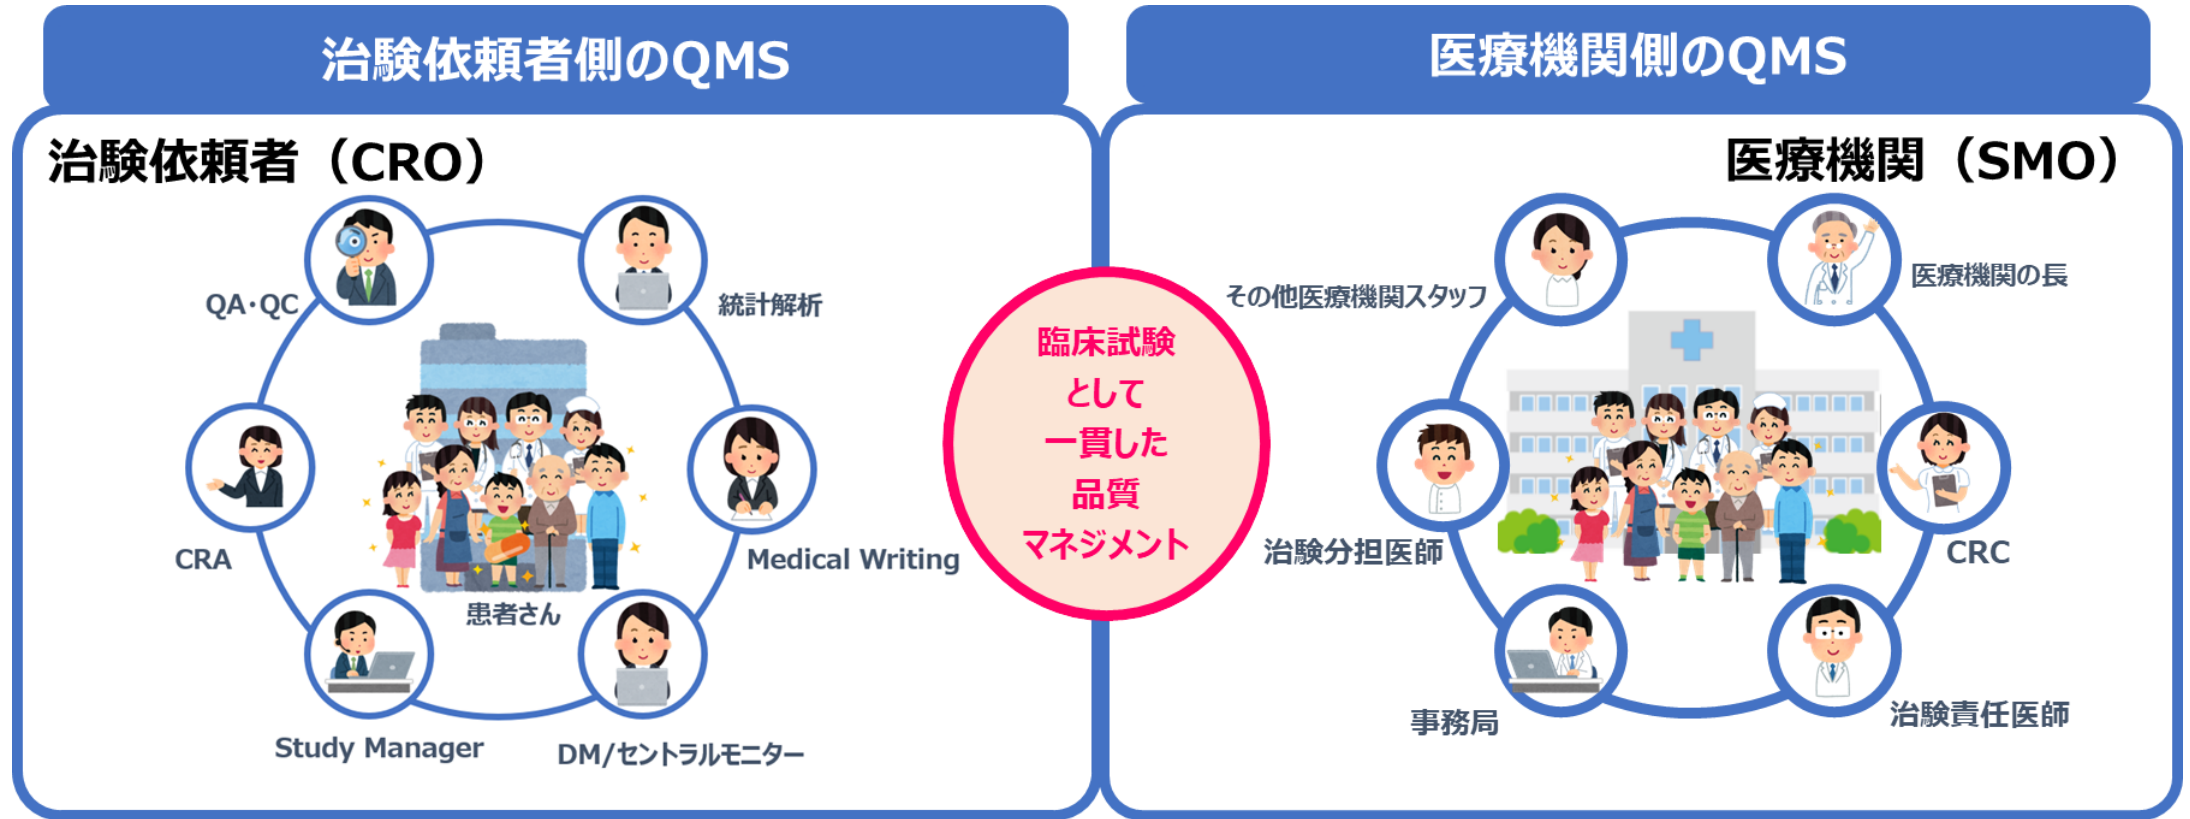 治験依頼者側のQMS
医療機関側のQMS
治験依頼者（CRO）
医療機関（SMO）
QA・QC
統計解析
CRA
Medical Writing
患者さん
Study Manager
DM/セントラルモニター
臨床試験
として
一貫した
品質
マネジメント
その他医療機関スタッフ
医療機関の長
治験分担医師
CRC
事務局
治験責任医師